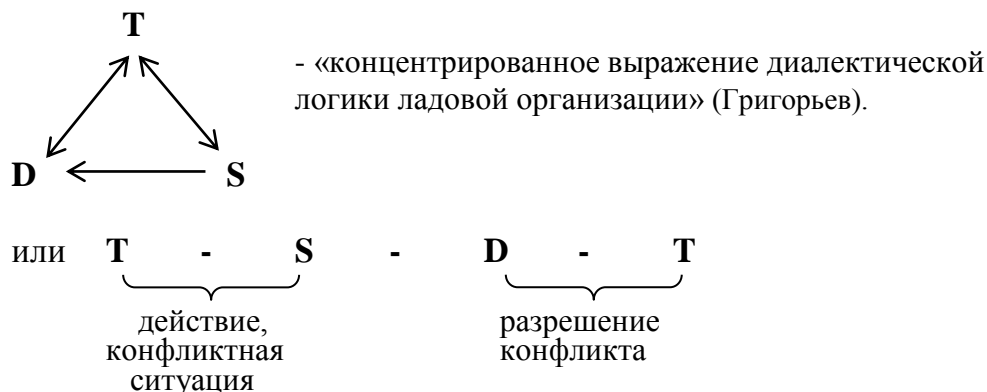 T
- «концентрированное выражение диалектической
логики ладовой организации» (Григорьев).
D S
или T - S - D - T
действие, разрешение
конфликтная конфликта
ситуация